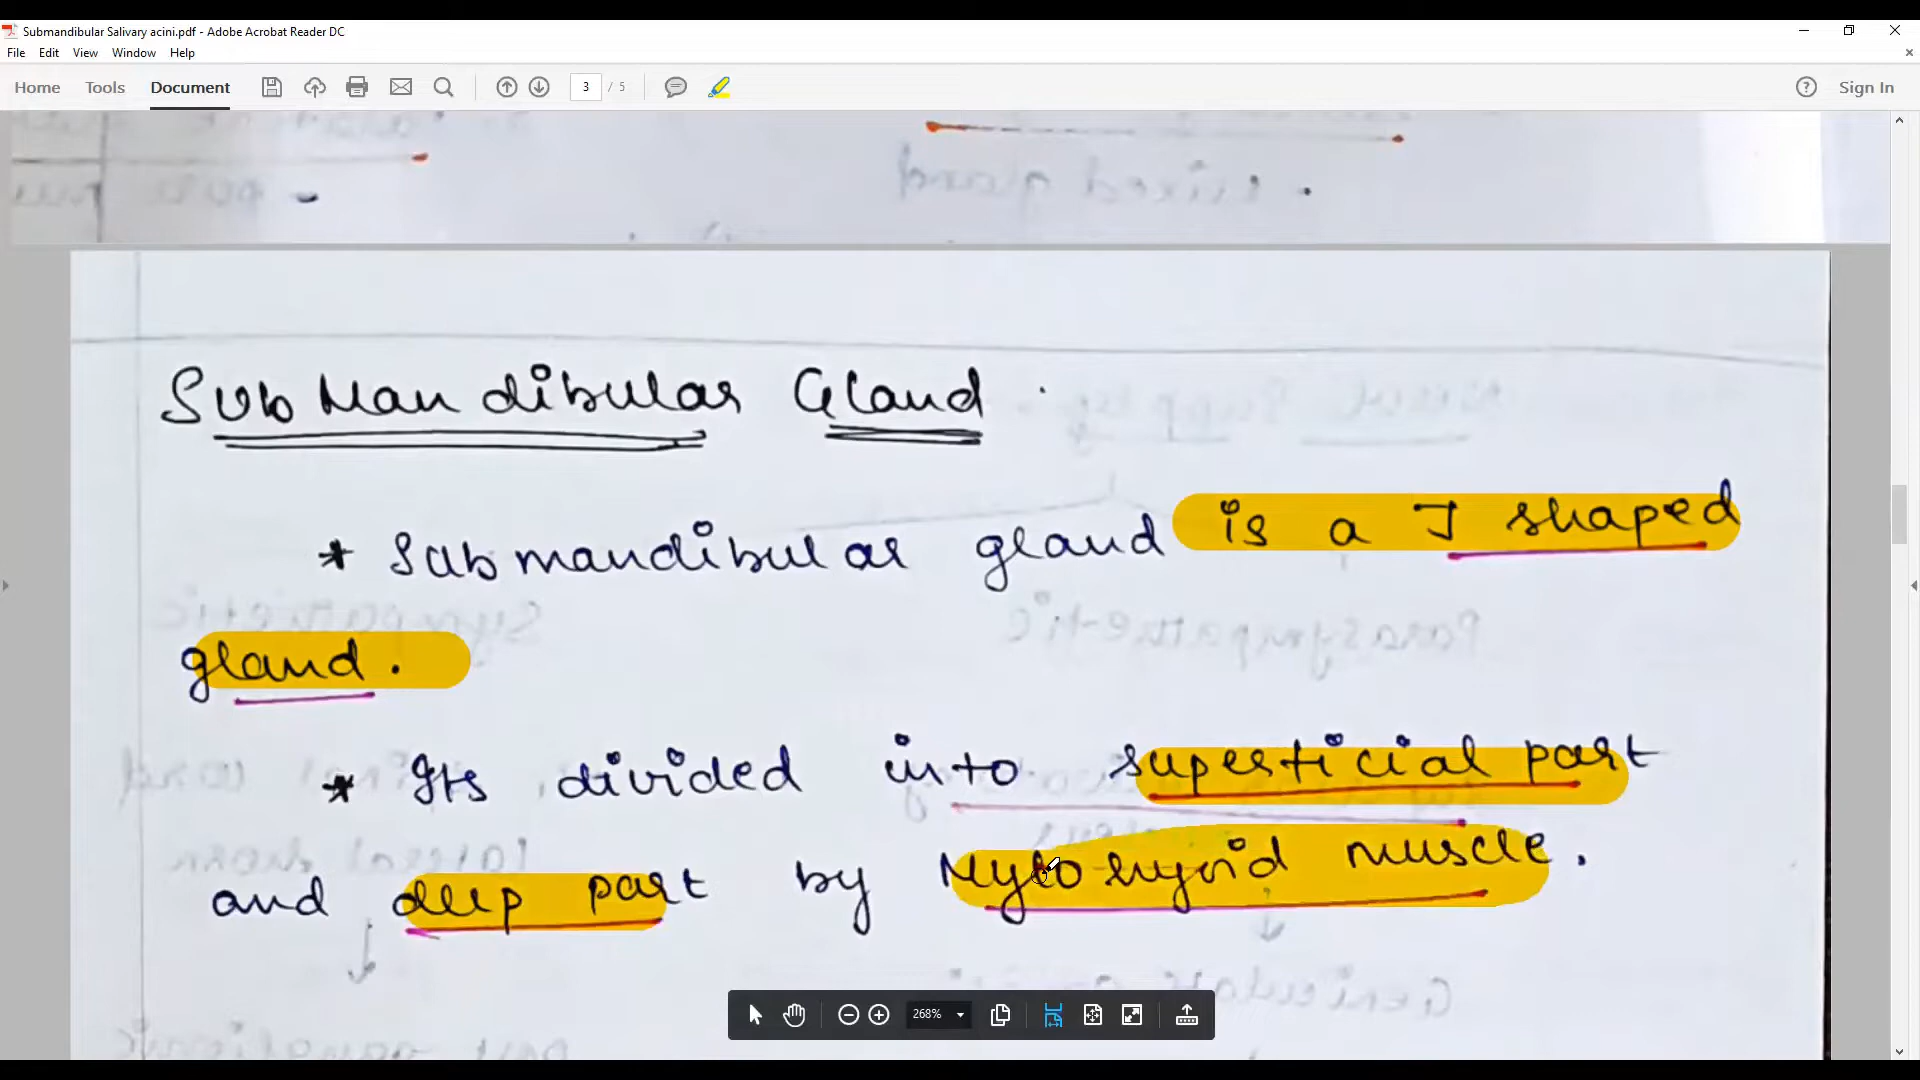 Submandibular Salivary acini.pdf - Adobe Acrobat Reader DC
File Edit View Window Help
Home Tools Document 3 / 5 Sign In
SubMandibular Gland
* Submandibular gland is a J shaped
gland.
* Its divided into superficial part
and deep part by Mylohyoid muscle.
268%